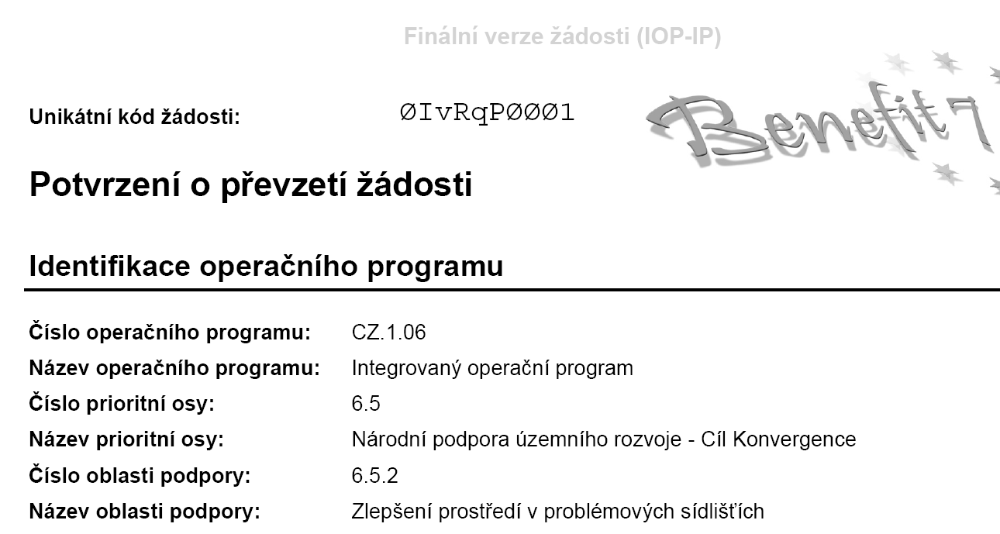 Finální verze žádosti (IOP-IP)
Unikátní kód žádosti: 0IvRqP0001
Benefit7
Potvrzení o převzetí žádosti
Identifikace operačního programu
Číslo operačního programu: CZ.1.06
Název operačního programu: Integrovaný operační program
Číslo prioritní osy: 6.5
Název prioritní osy: Národní podpora územního rozvoje - Cíl Konvergence
Číslo oblasti podpory: 6.5.2
Název oblasti podpory: Zlepšení prostředí v problémových sídlišťích